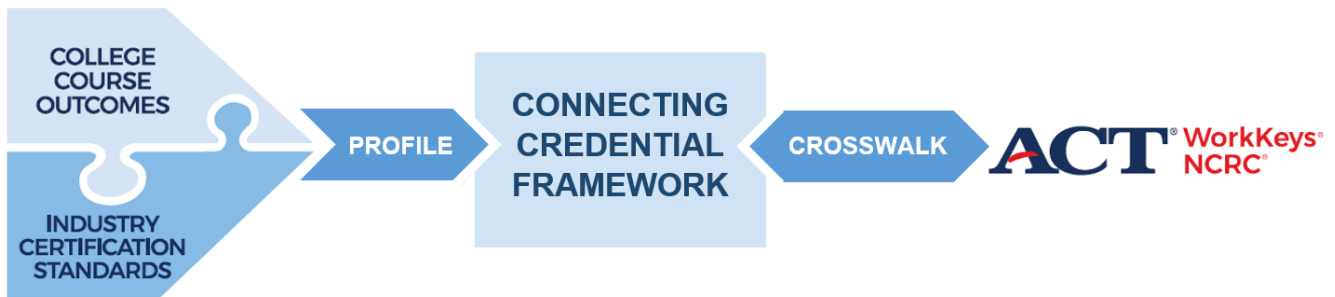 COLLEGE
COURSE
OUTCOMES
INDUSTRY
CERTIFICATION
STANDARDS
PROFILE
CONNECTING
CREDENTIAL
FRAMEWORK
CROSSWALK
ACT® WorkKeys®
NCRC®